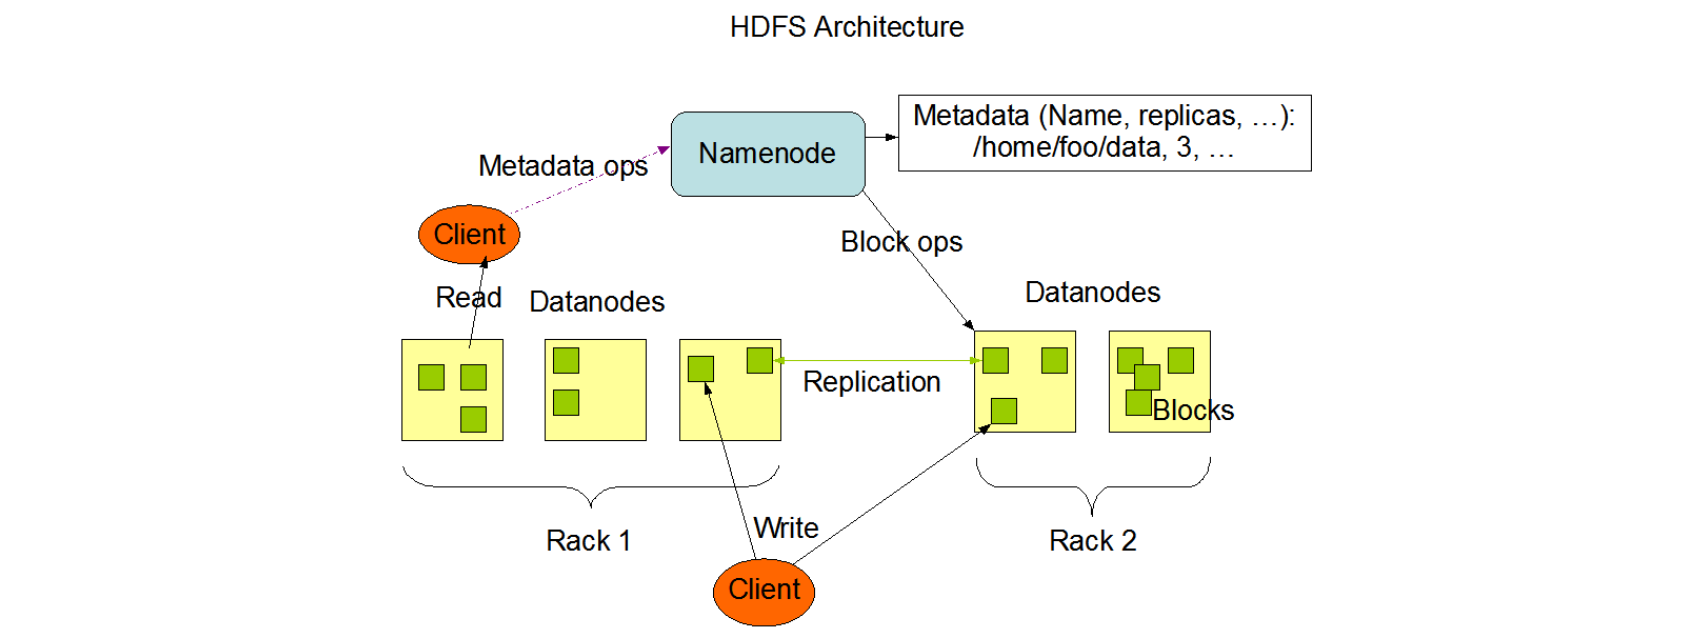 HDFS Architecture
Metadata (Name, replicas, ...):
/home/foo/data, 3, ...
Namenode
Metadata ops
Client
Block ops
Read
Datanodes
Datanodes
Replication
Blocks
Rack 1
Write
Rack 2
Client